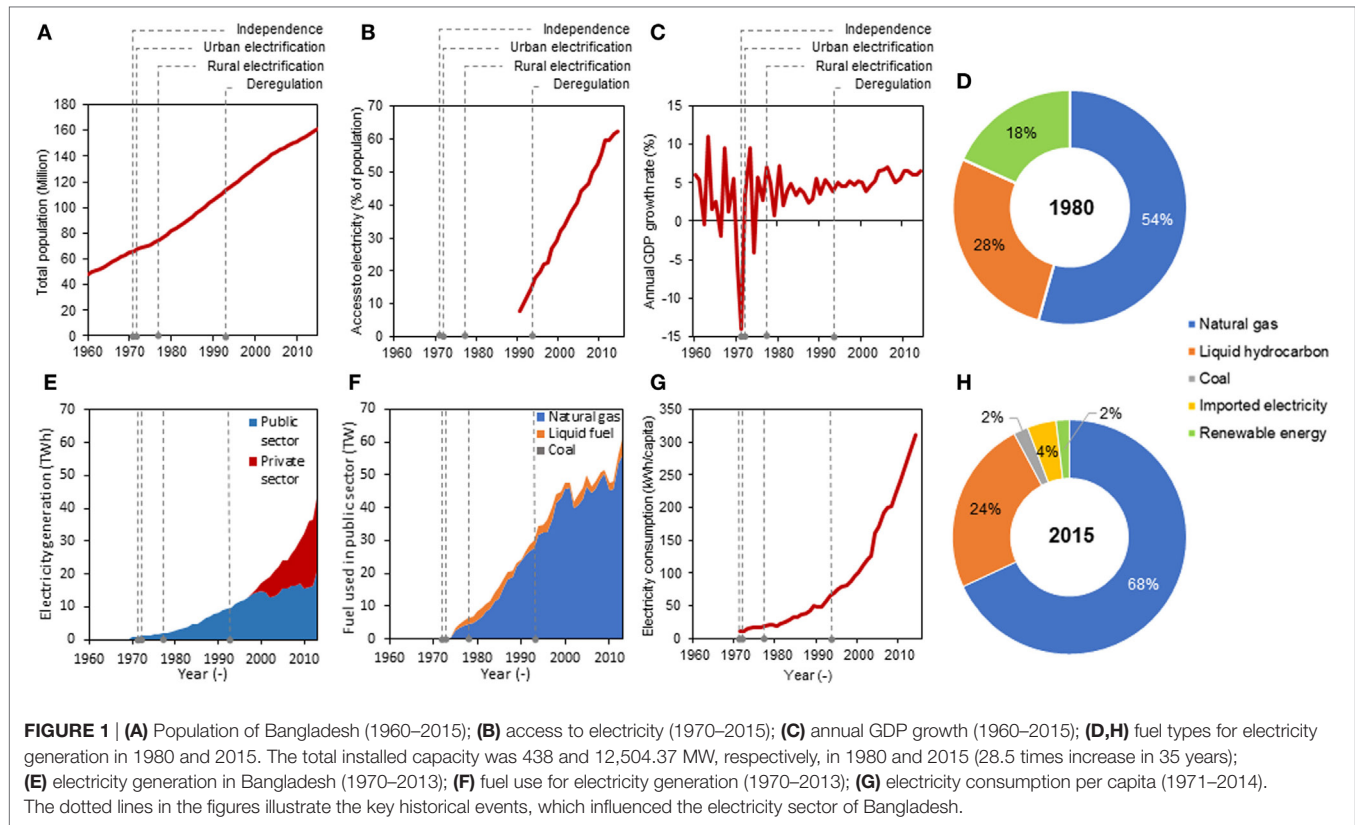 A
Independence
Urban electrification
Rural electrification
Deregulation
Total population (Million)
180
160
140
120
100
80
60
40
20
0
1960 1970 1980 1990 2000 2010
B
Independence
Urban electrification
Rural electrification
Deregulation
Access to electricity (% of population)
70
60
50
40
30
20
10
0
1960 1970 1980 1990 2000 2010
C
Independence
Urban electrification
Rural electrification
Deregulation
Annual GDP growth rate (%)
15
10
5
0
-5
-10
-15
1960 1970 1980 1990 2000 2010
D
18%
28%
54%
1980
Natural gas
Liquid hydrocarbon
Coal
Imported electricity
Renewable energy
E
Public
sector
Private
sector
Electricity generation (TWh)
70
60
50
40
30
20
10
0
1960 1970 1980 1990 2000 2010
Year (-)
F
Natural gas
Liquid fuel
Coal
Fuel used in public sector (TW)
70
60
50
40
30
20
10
0
1960 1970 1980 1990 2000 2010
Year (-)
G
Electricity consumption (kWh/capita)
350
300
250
200
150
100
50
0
1960 1970 1980 1990 2000 2010
Year (-)
H
2%
4%
2%
24%
68%
2015
FIGURE 1 | (A) Population of Bangladesh (1960–2015); (B) access to electricity (1970–2015); (C) annual GDP growth (1960–2015); (D,H) fuel types for electricity
generation in 1980 and 2015. The total installed capacity was 438 and 12,504.37 MW, respectively, in 1980 and 2015 (28.5 times increase in 35 years);
(E) electricity generation in Bangladesh (1970–2013); (F) fuel use for electricity generation (1970–2013); (G) electricity consumption per capita (1971–2014).
The dotted lines in the figures illustrate the key historical events, which influenced the electricity sector of Bangladesh.